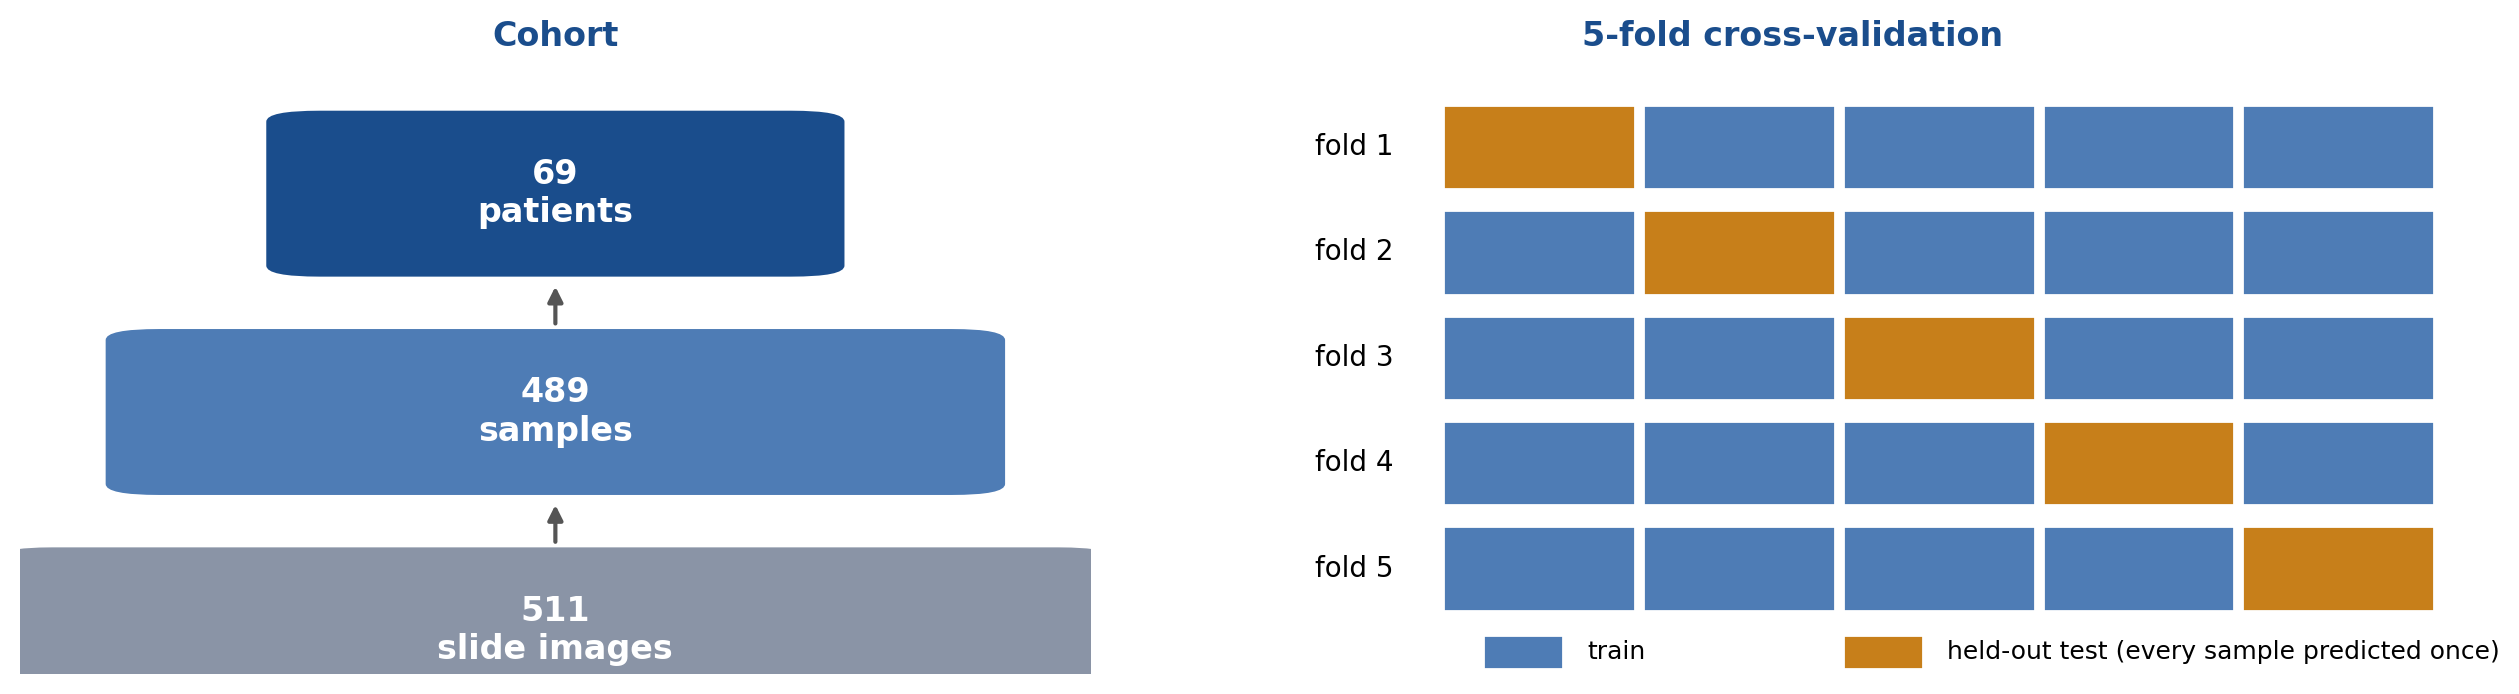 Cohort
69
patients
489
samples
511
slide images
5-fold cross-validation
fold 1
fold 2
fold 3
fold 4
fold 5
train
held-out test (every sample predicted once)